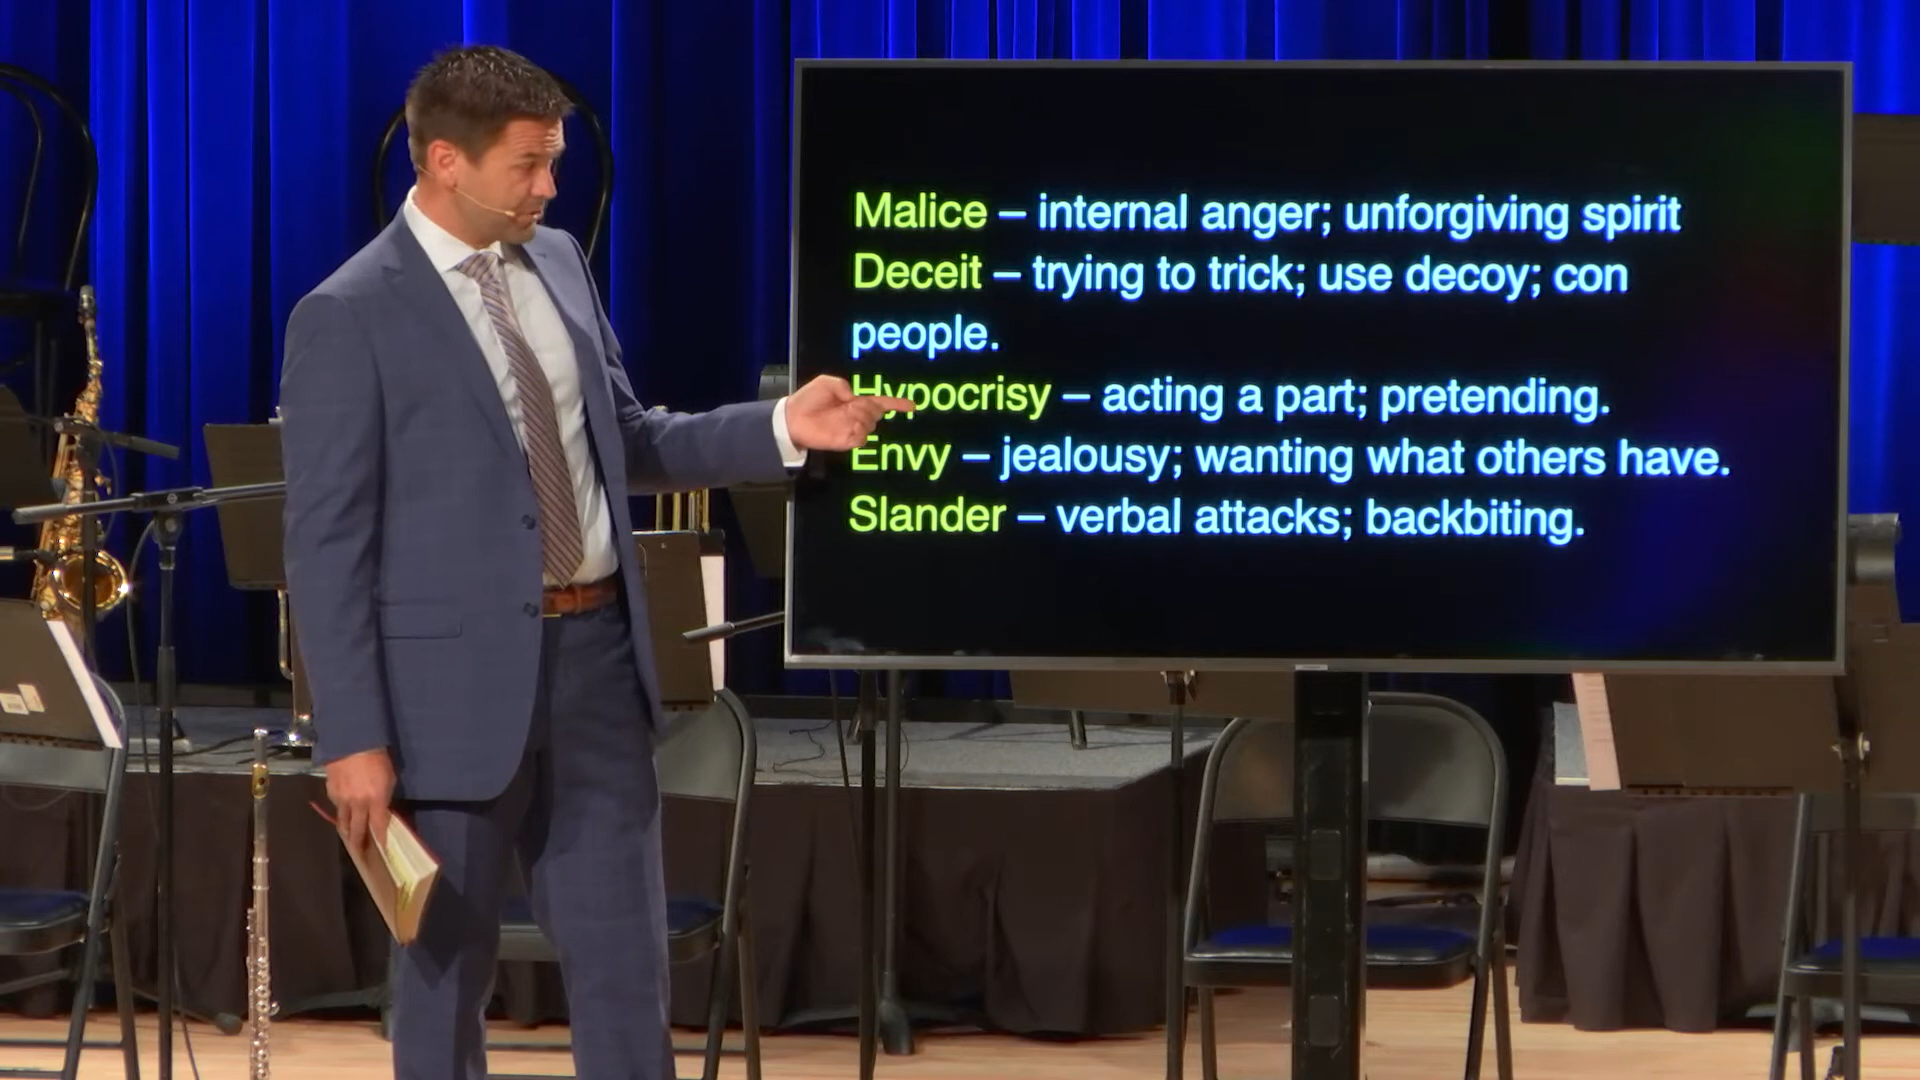 Malice – internal anger; unforgiving spirit
Deceit – trying to trick; use decoy; con
people.
Hypocrisy – acting a part; pretending.
Envy – jealousy; wanting what others have.
Slander – verbal attacks; backbiting.